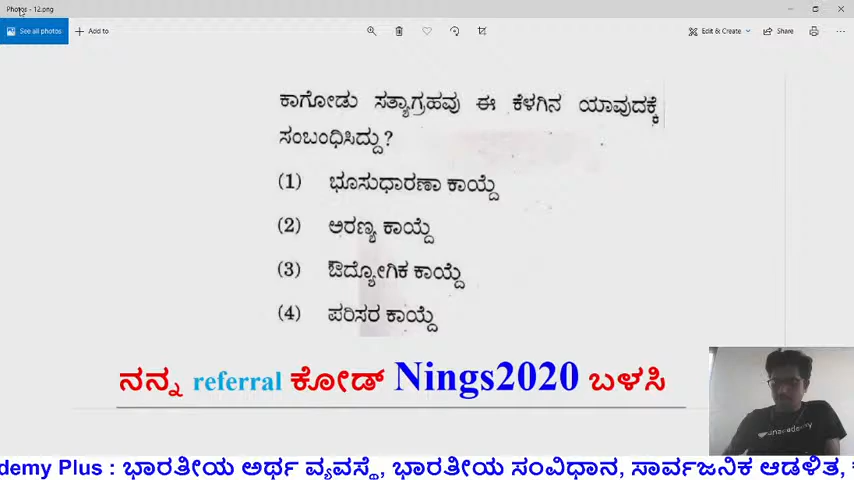 Photos - 12.png
See all photos
Add to
Edit & Create
Share
ಕಾಗೋಡು ಸತ್ಯಾಗ್ರಹವು ಈ ಕೆಳಗಿನ ಯಾವುದಕ್ಕೆ
ಸಂಬಂಧಿಸಿದ್ದು?
(1) ಭೂಸುಧಾರಣಾ ಕಾಯ್ದೆ
(2) ಅರಣ್ಯ ಕಾಯ್ದೆ
(3) ಔದ್ಯೋಗಿಕ ಕಾಯ್ದೆ
(4) ಪರಿಸರ ಕಾಯ್ದೆ
ನನ್ನ referral ಕೋಡ್ Nings2020 ಬಳಸಿ
unacademy
demy Plus : ಭಾರತೀಯ ಅರ್ಥ ವ್ಯವಸ್ಥೆ, ಭಾರತೀಯ ಸಂವಿಧಾನ, ಸಾರ್ವಜನಿಕ ಆಡಳಿತ,